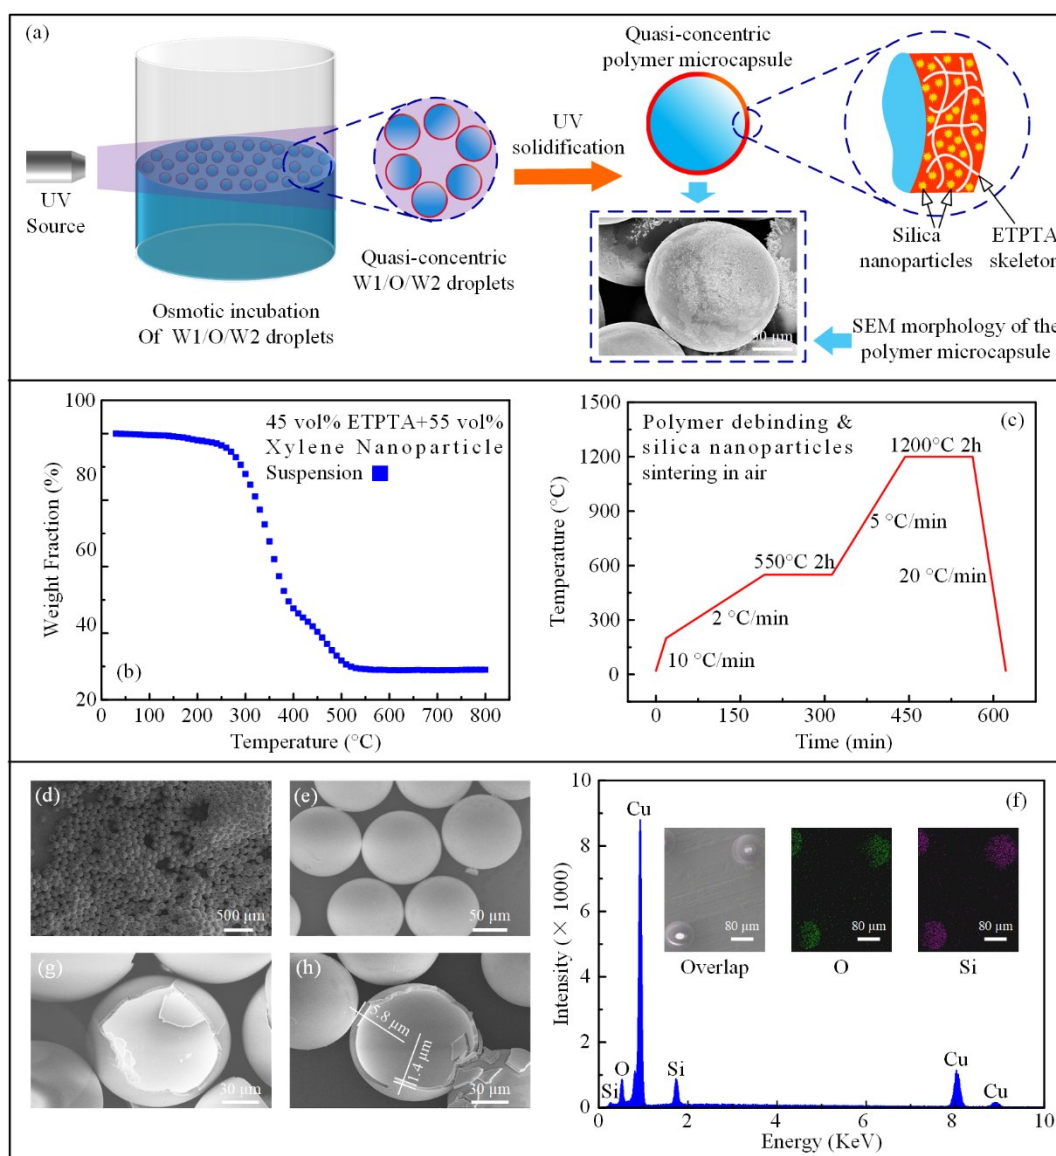 (a)
UV
Source
Osmotic incubation
Of W1/O/W2 droplets
Quasi-concentric
W1/O/W2 droplets
UV
solidification
Quasi-concentric
polymer microcapsule
Silica
nanoparticles
ETPTA
skeleton
50 μm
SEM morphology of the
polymer microcapsule
100
80
60
40
20
Weight Fraction (%)
45 vol% ETPTA+55 vol%
Xylene Nanoparticle
Suspension
(b)
0 100 200 300 400 500 600 700 800
Temperature (°C)
1500
1200
900
600
300
0
Temperature (°C)
Polymer debinding &
silica nanoparticles
sintering in air
(c)
1200°C 2h
5 °C/min
550°C 2h
20 °C/min
2 °C/min
10 °C/min
0 150 300 450 600
Time (min)
(d)
500 μm
(e)
50 μm
(g)
30 μm
(h)
5.8 μm
1.4 μm
30 μm
10
8
6
4
2
0
Intensity (× 1000)
(f)
Cu
80 μm
80 μm
80 μm
Overlap
O
Si
Si
O
Si
Cu
Cu
0 2 4 6 8 10
Energy (KeV)